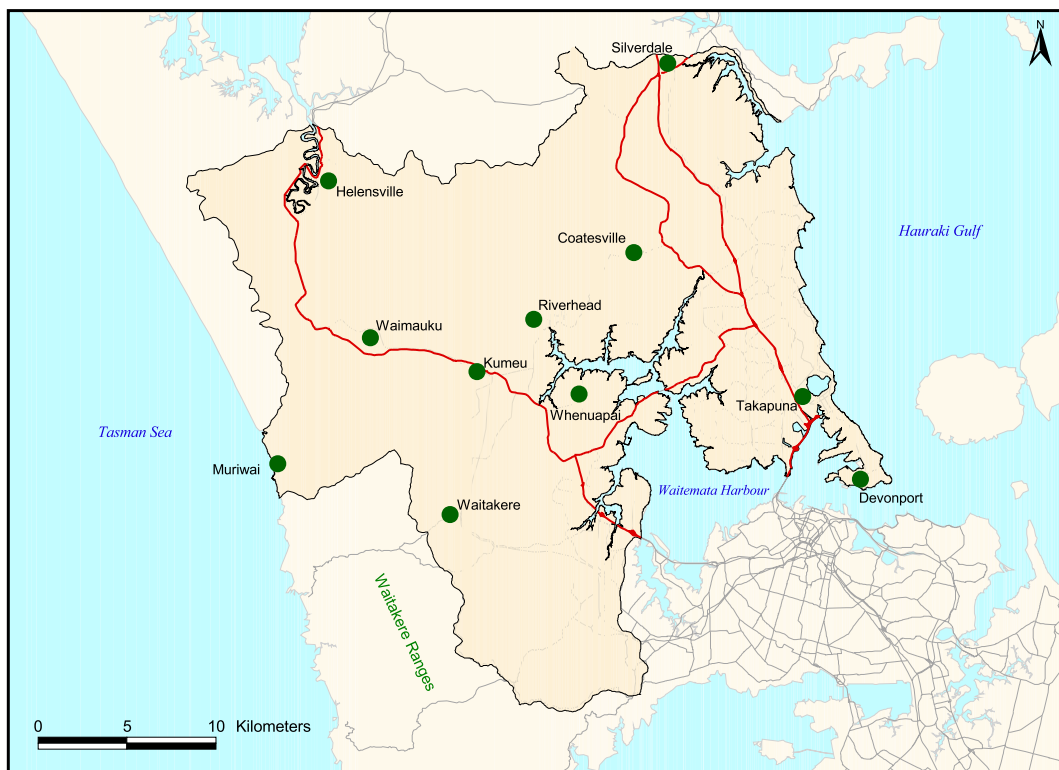 N
Silverdale
Helensville
Hauraki Gulf
Coatesville
Riverhead
Waimauku
Kumeu
Whenuapai
Takapuna
Tasman Sea
Muriwai
Waitemata Harbour
Devonport
Waitakere
Waitakere Ranges
0 5 10 Kilometers